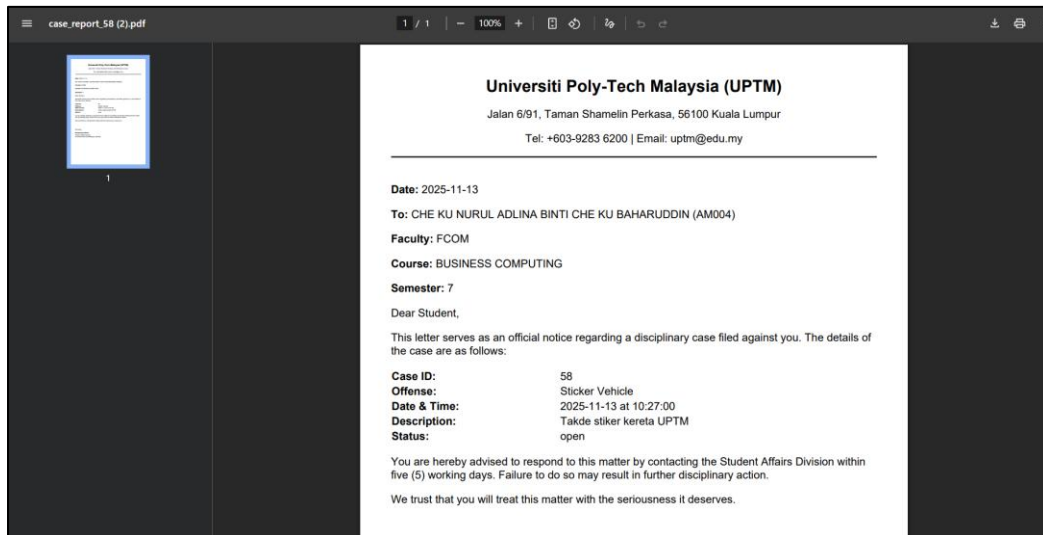 case_report_58 (2).pdf
1 / 1
100%
1
Universiti Poly-Tech Malaysia (UPTM)
Jalan 6/91, Taman Shamelin Perkasa, 56100 Kuala Lumpur
Tel: +603-9283 6200 | Email: uptm@edu.my
Date: 2025-11-13
To: CHE KU NURUL ADLINA BINTI CHE KU BAHARUDDIN (AM004)
Faculty: FCOM
Course: BUSINESS COMPUTING
Semester: 7
Dear Student,
This letter serves as an official notice regarding a disciplinary case filed against you. The details of
the case are as follows:
Case ID: 58
Offense: Sticker Vehicle
Date & Time: 2025-11-13 at 10:27:00
Description: Takde stiker kereta UPTM
Status: open
You are hereby advised to respond to this matter by contacting the Student Affairs Division within
five (5) working days. Failure to do so may result in further disciplinary action.
We trust that you will treat this matter with the seriousness it deserves.